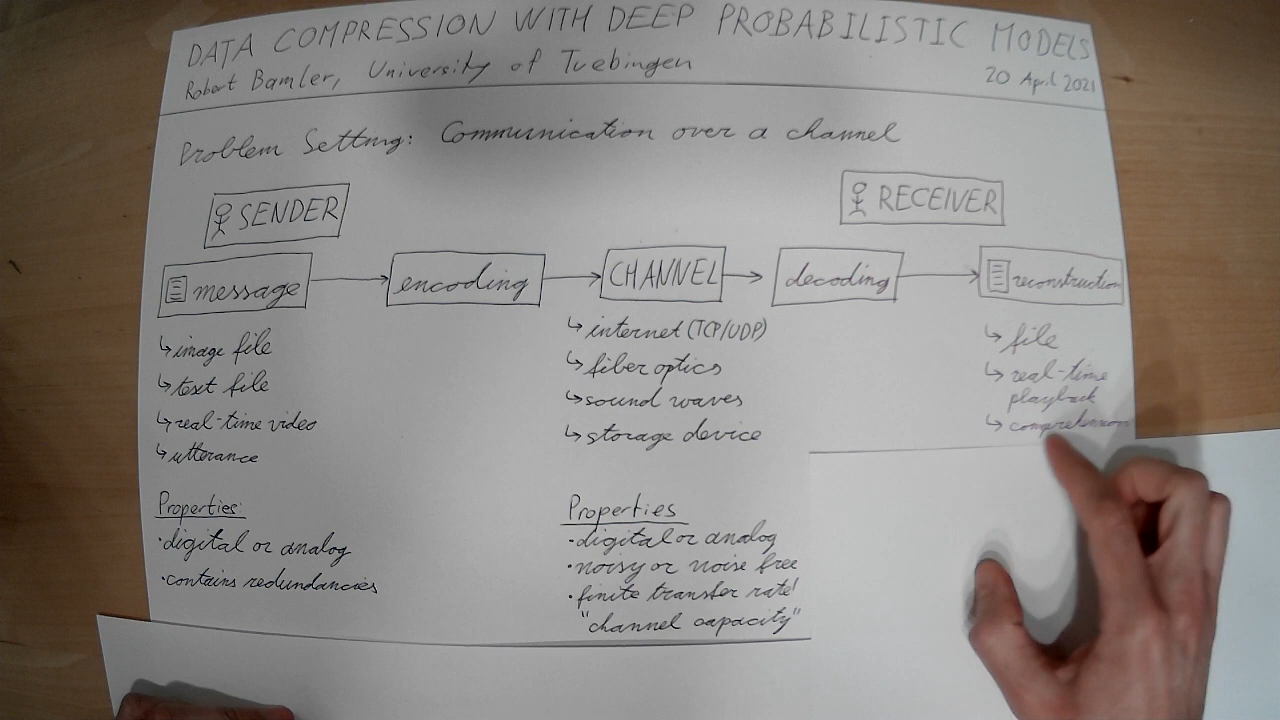 DATA COMPRESSION WITH DEEP PROBABILISTIC MODELS
Robert Bamler, University of Tuebingen
20 April 2021
Problem Setting: Communication over a channel
SENDER
RECEIVER
message
encoding
CHANNEL
decoding
reconstruction
↳image file
↳text file
↳real-time video
↳utterance
Properties:
·digital or analog
·contains redundancies
↳internet (TCP/UDP)
↳fiber optics
↳sound waves
↳storage device
Properties
·digital or analog
·noisy or noise free
·finite transfer rate
"channel capacity"
↳file
↳real-time
playback
↳comprehension